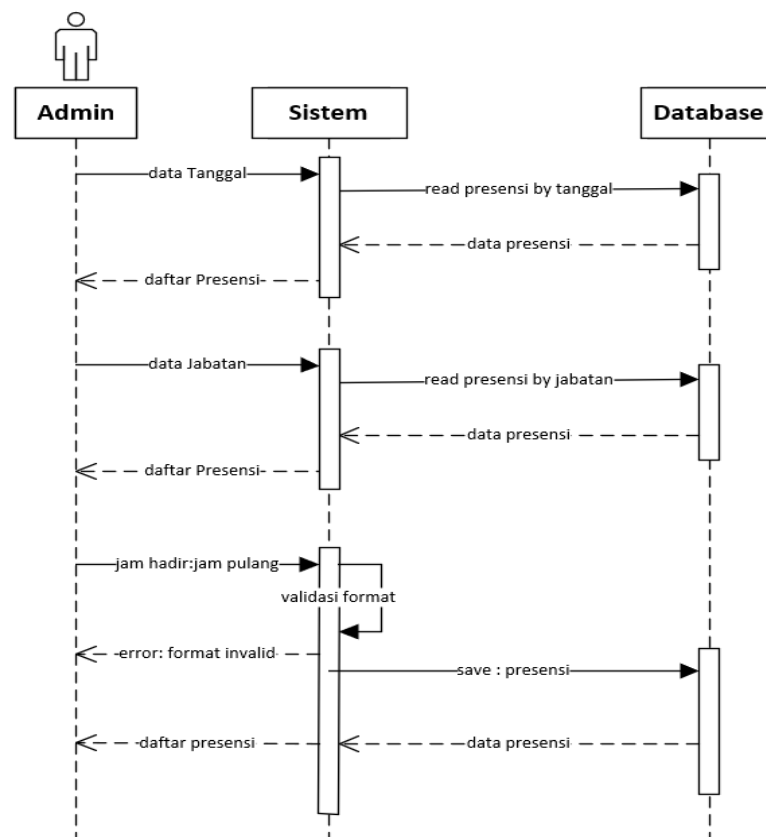 Admin
Sistem
Database
data Tanggal
read presensi by tanggal
data presensi
daftar Presensi
data Jabatan
read presensi by jabatan
data presensi
daftar Presensi
jam hadir:jam pulang
validasi format
error: format invalid
save : presensi
daftar presensi
data presensi